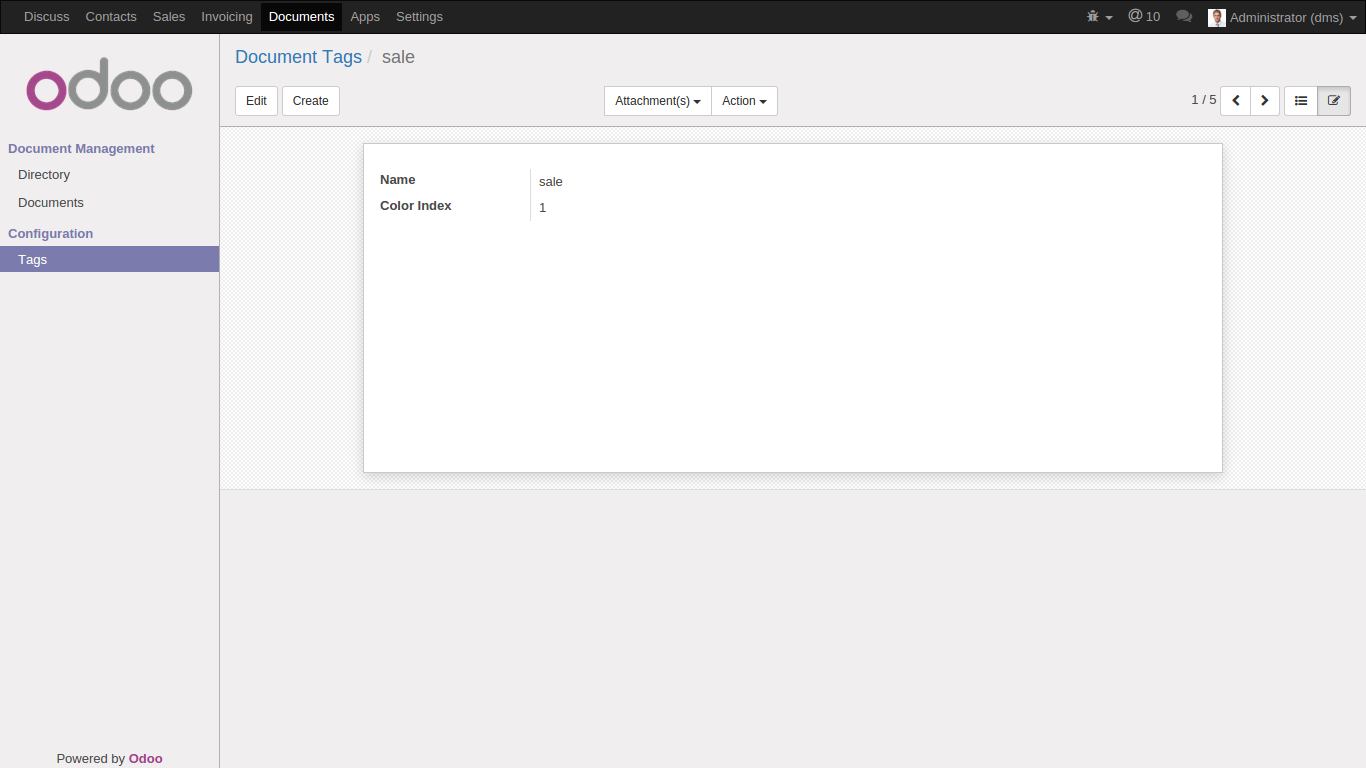 Discuss Contacts Sales Invoicing Documents Apps Settings @ 10 Administrator (dms)
odoo
Document Tags / sale
Edit Create Attachment(s) Action 1 / 5
Document Management
Directory
Documents
Configuration
Tags
Name sale
Color Index 1
Powered by Odoo